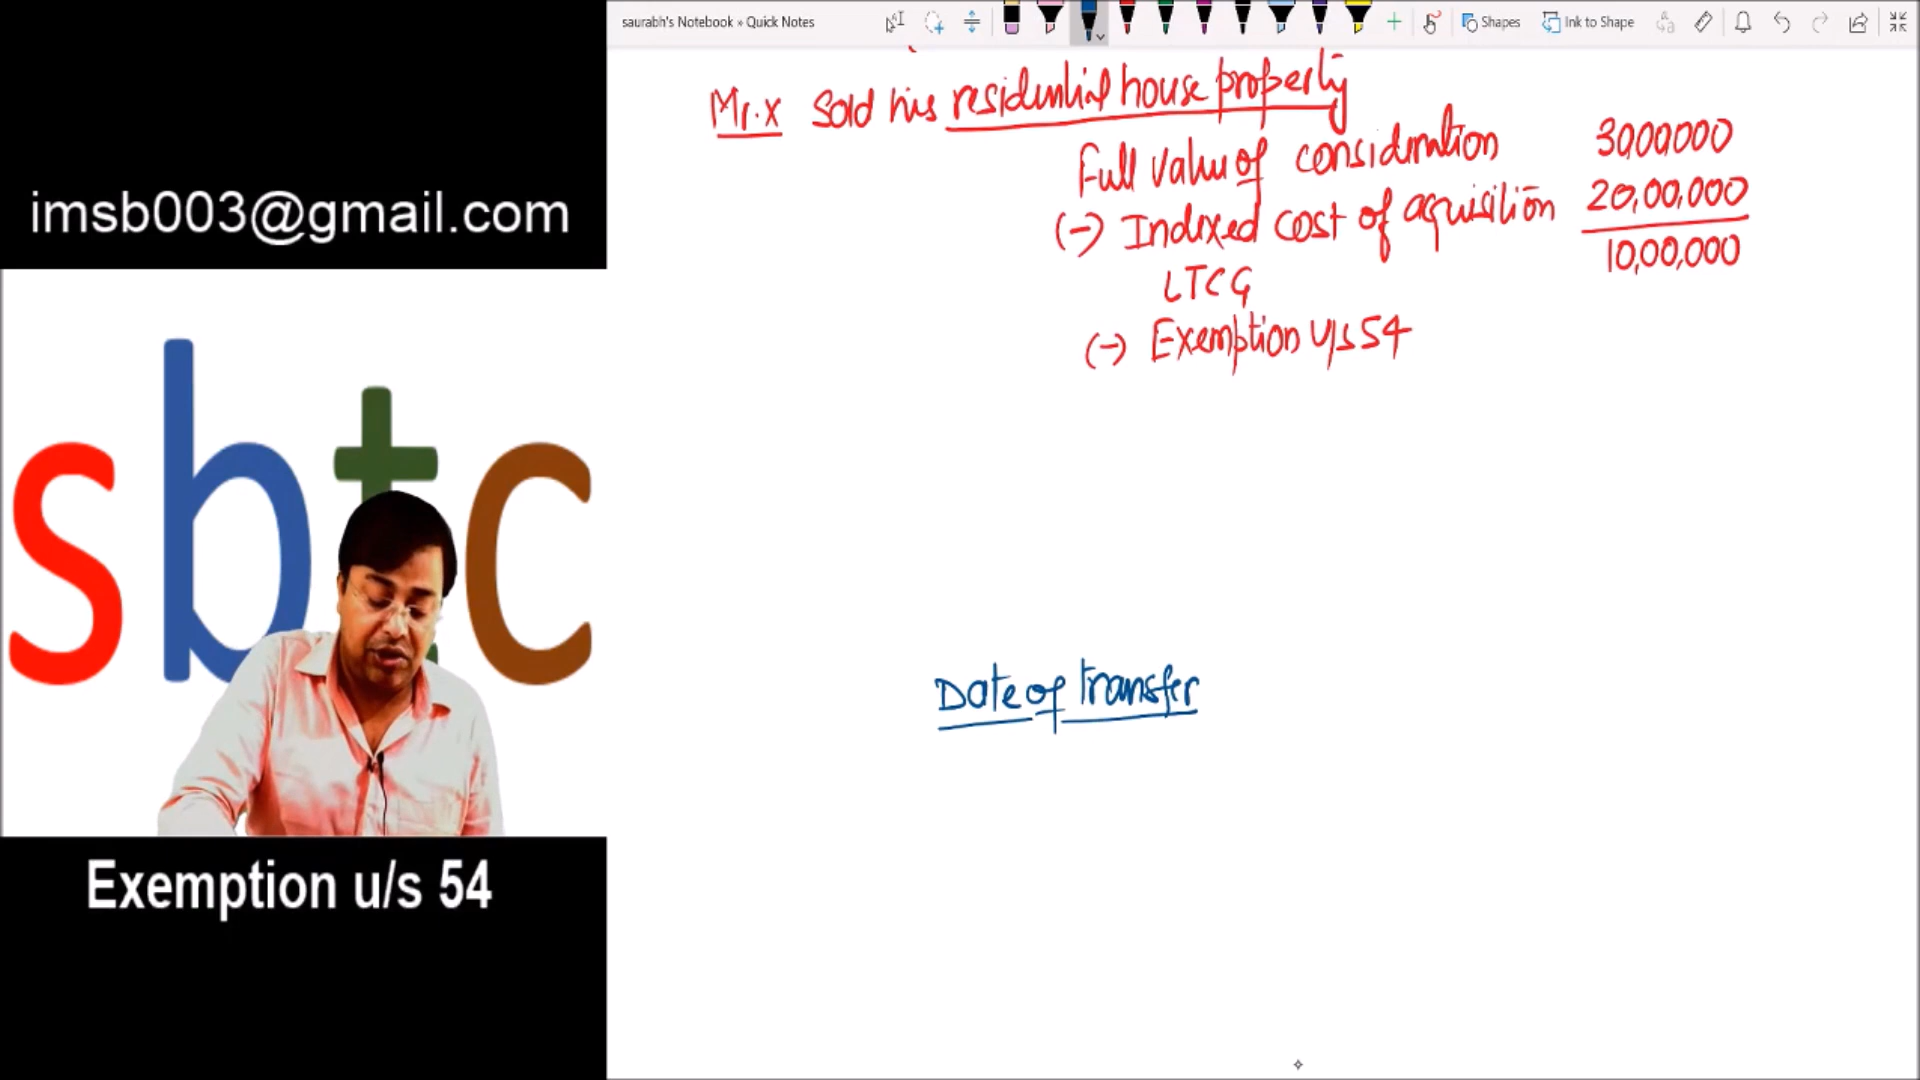 saurabh's Notebook » Quick Notes
Shapes
Ink to Shape
Mr.X Sold his residential house property
Full value of consideration 3000000
(-) Indexed cost of acquisition 20,00,000
LTCG 10,00,000
(-) Exemption u/s 54
Date of transfer
imsb003@gmail.com
sbtc
Exemption u/s 54